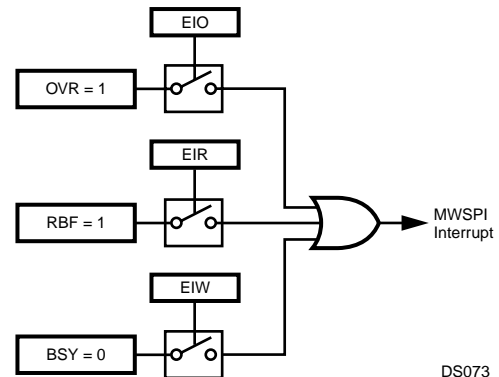 EIO
OVR = 1
EIR
RBF = 1
MWSPI
Interrupt
EIW
BSY = 0
DS073